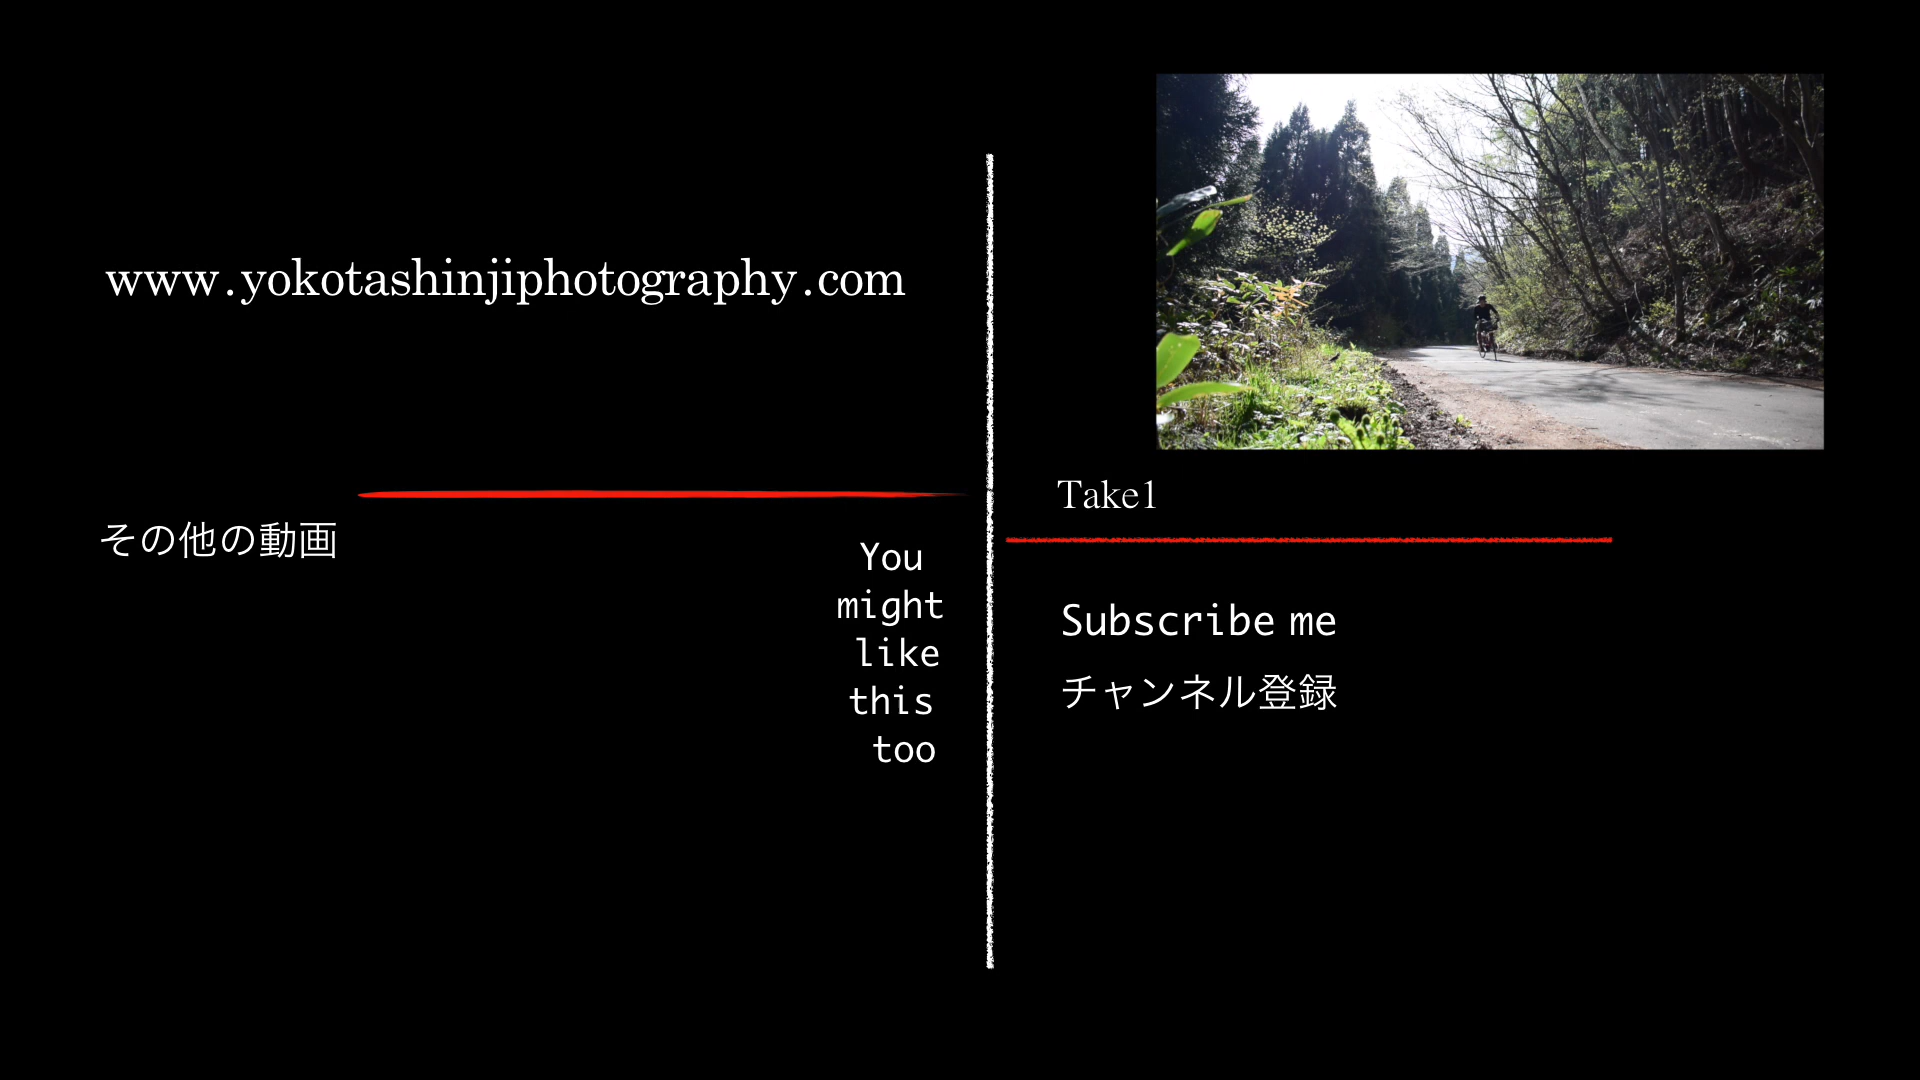 www.yokotashinjiphotography.com
その他の動画
You
might
like
this
too
Take1
Subscribe me
チャンネル登録